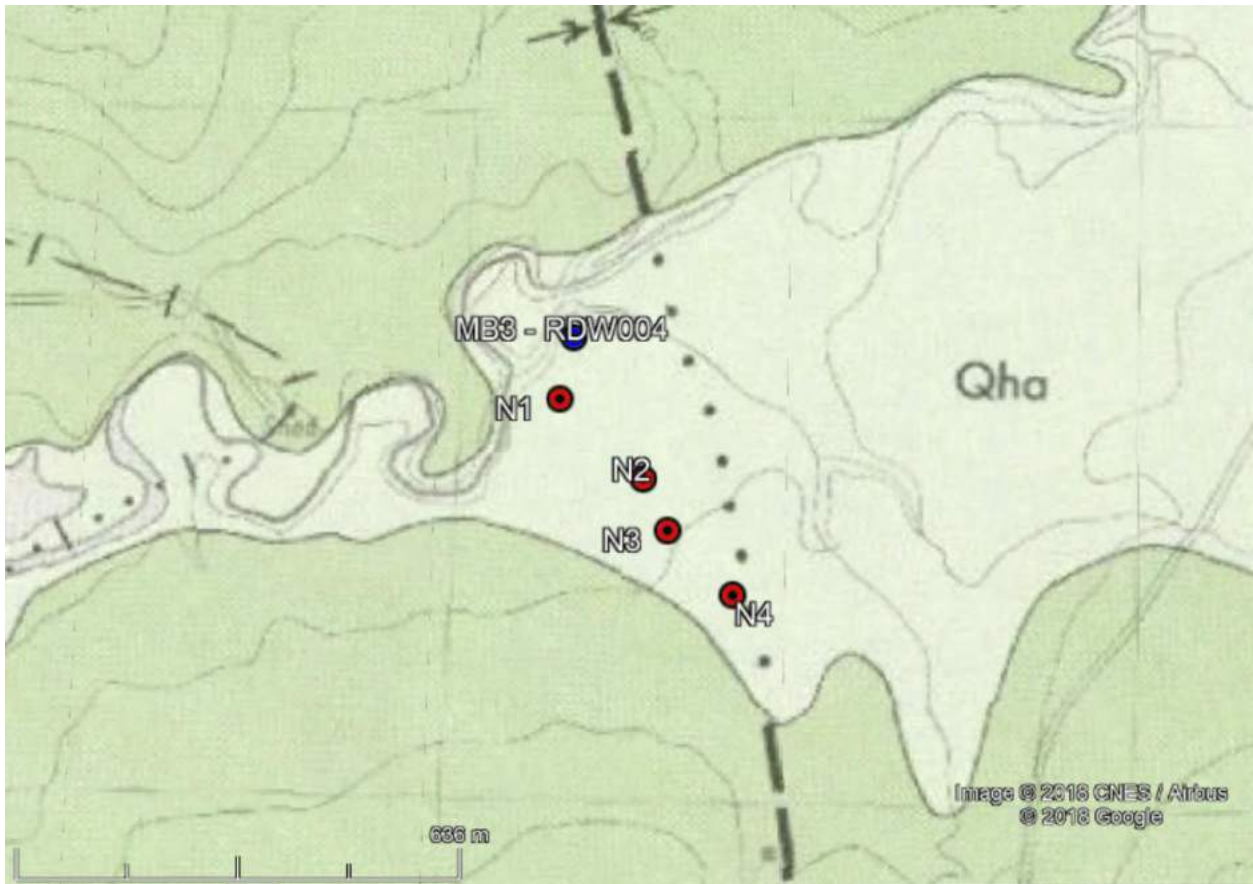 MB3 - RDW004
N1
Qha
N2
N3
N4
Image © 2018 CNES / Airbus
© 2018 Google
636 m